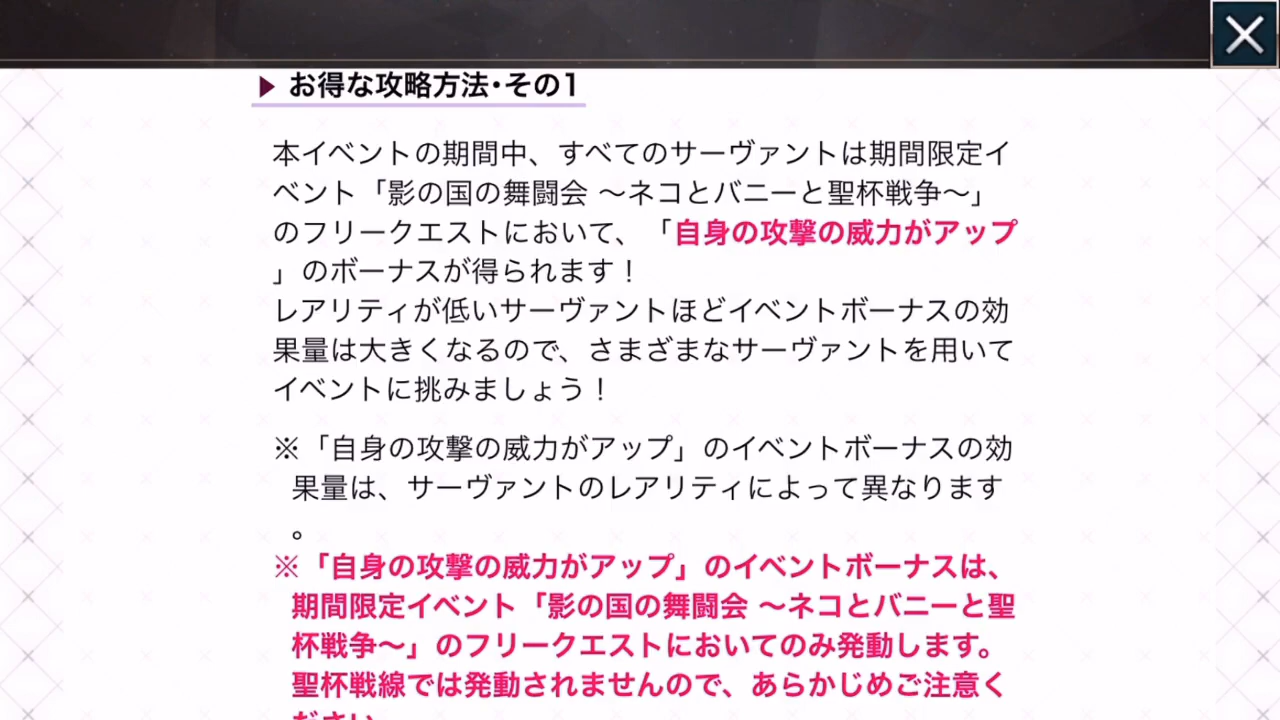 お得な攻略方法・その1
本イベントの期間中、すべてのサーヴァントは期間限定イ
ベント「影の国の舞闘会 ～ネコとバニーと聖杯戦争～」
のフリークエストにおいて、「自身の攻撃の威力がアップ
」のボーナスが得られます！
レアリティが低いサーヴァントほどイベントボーナスの効
果量は大きくなるので、さまざまなサーヴァントを用いて
イベントに挑みましょう！
※「自身の攻撃の威力がアップ」のイベントボーナスの効
果量は、サーヴァントのレアリティによって異なります
。
※「自身の攻撃の威力がアップ」のイベントボーナスは、
期間限定イベント「影の国の舞闘会 ～ネコとバニーと聖
杯戦争～」のフリークエストにおいてのみ発動します。
聖杯戦線では発動されませんので、あらかじめご注意く
ださい。